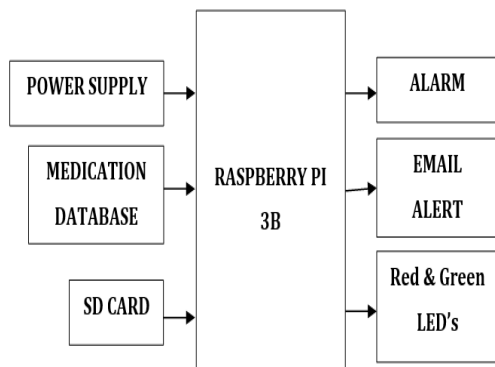 POWER SUPPLY
MEDICATION
DATABASE
SD CARD
RASPBERRY PI
3B
ALARM
EMAIL
ALERT
Red & Green
LED's